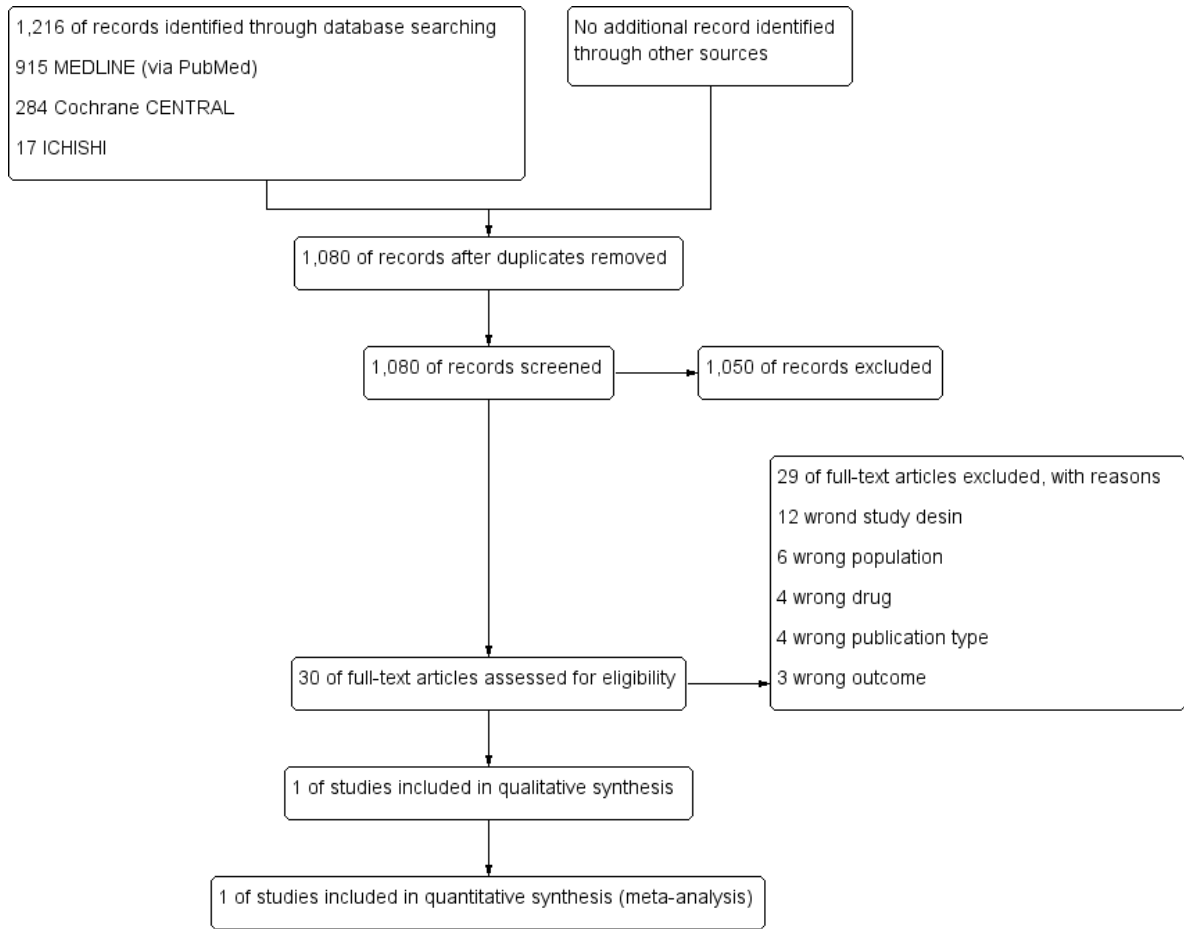 1,216 of records identified through database searching
915 MEDLINE (via PubMed)
284 Cochrane CENTRAL
17 ICHISHI
No additional record identified
through other sources
1,080 of records after duplicates removed
1,080 of records screened
1,050 of records excluded
29 of full-text articles excluded, with reasons
12 wrond study desin
6 wrong population
4 wrong drug
4 wrong publication type
3 wrong outcome
30 of full-text articles assessed for eligibility
1 of studies included in qualitative synthesis
1 of studies included in quantitative synthesis (meta-analysis)